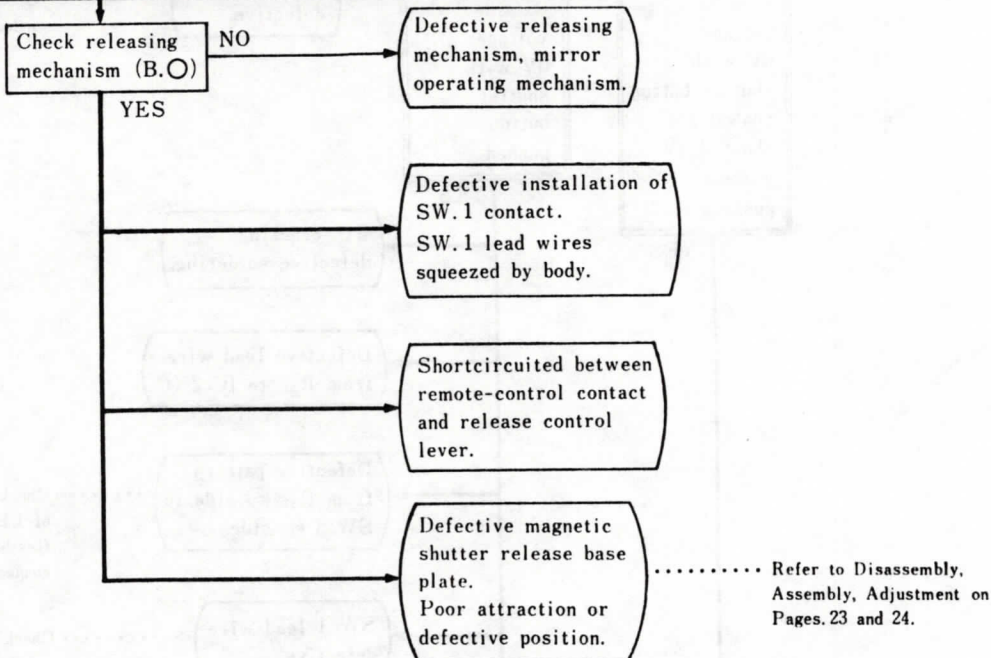 Check releasing
mechanism (B.O)
NO
YES
Defective releasing
mechanism, mirror
operating mechanism.
Defective installation of
SW.1 contact.
SW.1 lead wires
squeezed by body.
Shortcircuited between
remote-control contact
and release control
lever.
Defective magnetic
shutter release base
plate.
Poor attraction or
defective position.
Refer to Disassembly,
Assembly, Adjustment on
Pages. 23 and 24.